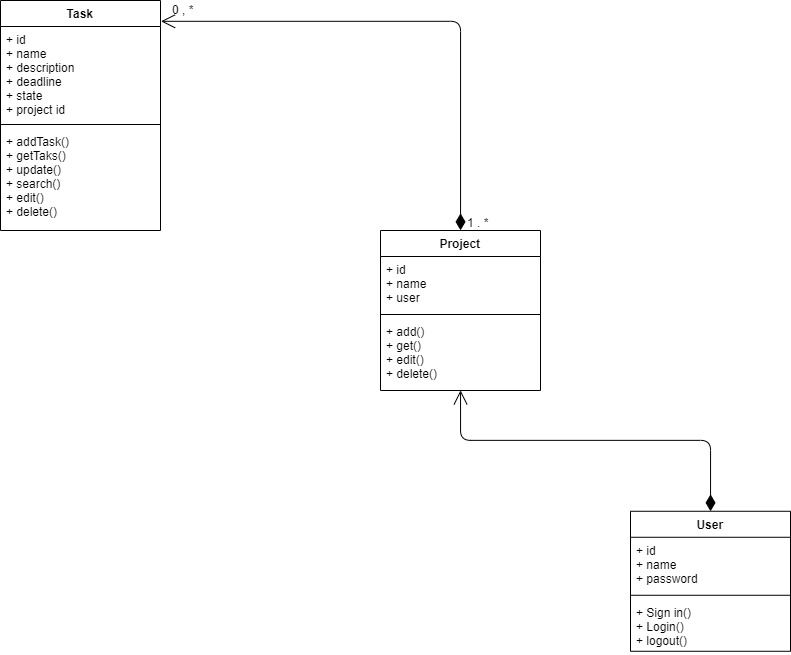 Task
0 , *
+ id
+ name
+ description
+ deadline
+ state
+ project id
+ addTask()
+ getTaks()
+ update()
+ search()
+ edit()
+ delete()
1 . *
Project
+ id
+ name
+ user
+ add()
+ get()
+ edit()
+ delete()
User
+ id
+ name
+ password
+ Sign in()
+ Login()
+ logout()